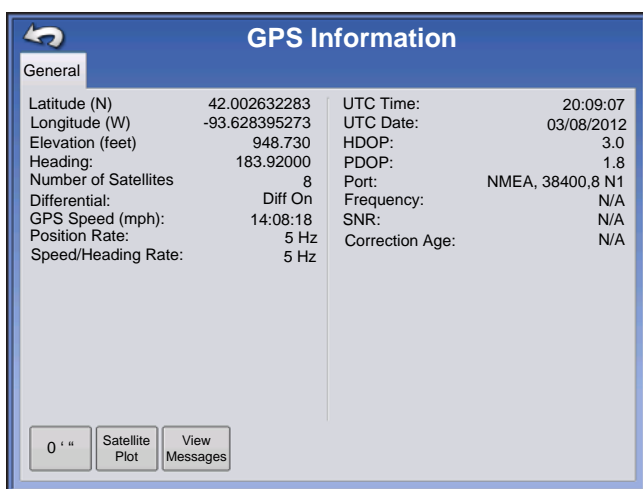 GPS Information
General
Latitude (N) 42.002632283
Longitude (W) -93.628395273
Elevation (feet) 948.730
Heading: 183.92000
Number of Satellites 8
Differential: Diff On
GPS Speed (mph): 14:08:18
Position Rate: 5 Hz
Speed/Heading Rate: 5 Hz
UTC Time: 20:09:07
UTC Date: 03/08/2012
HDOP: 3.0
PDOP: 1.8
Port: NMEA, 38400,8 N1
Frequency: N/A
SNR: N/A
Correction Age: N/A
0 ‘ “
Satellite
Plot
View
Messages